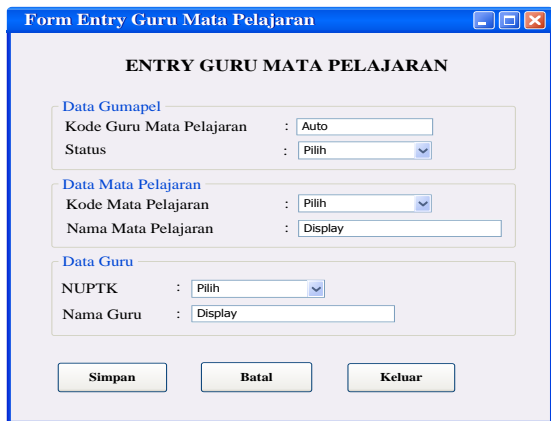 Form Entry Guru Mata Pelajaran
ENTRY GURU MATA PELAJARAN
Data Gumapel
Kode Guru Mata Pelajaran : Auto
Status : Pilih
Data Mata Pelajaran
Kode Mata Pelajaran : Pilih
Nama Mata Pelajaran : Display
Data Guru
NUPTK : Pilih
Nama Guru : Display
Simpan Batal Keluar